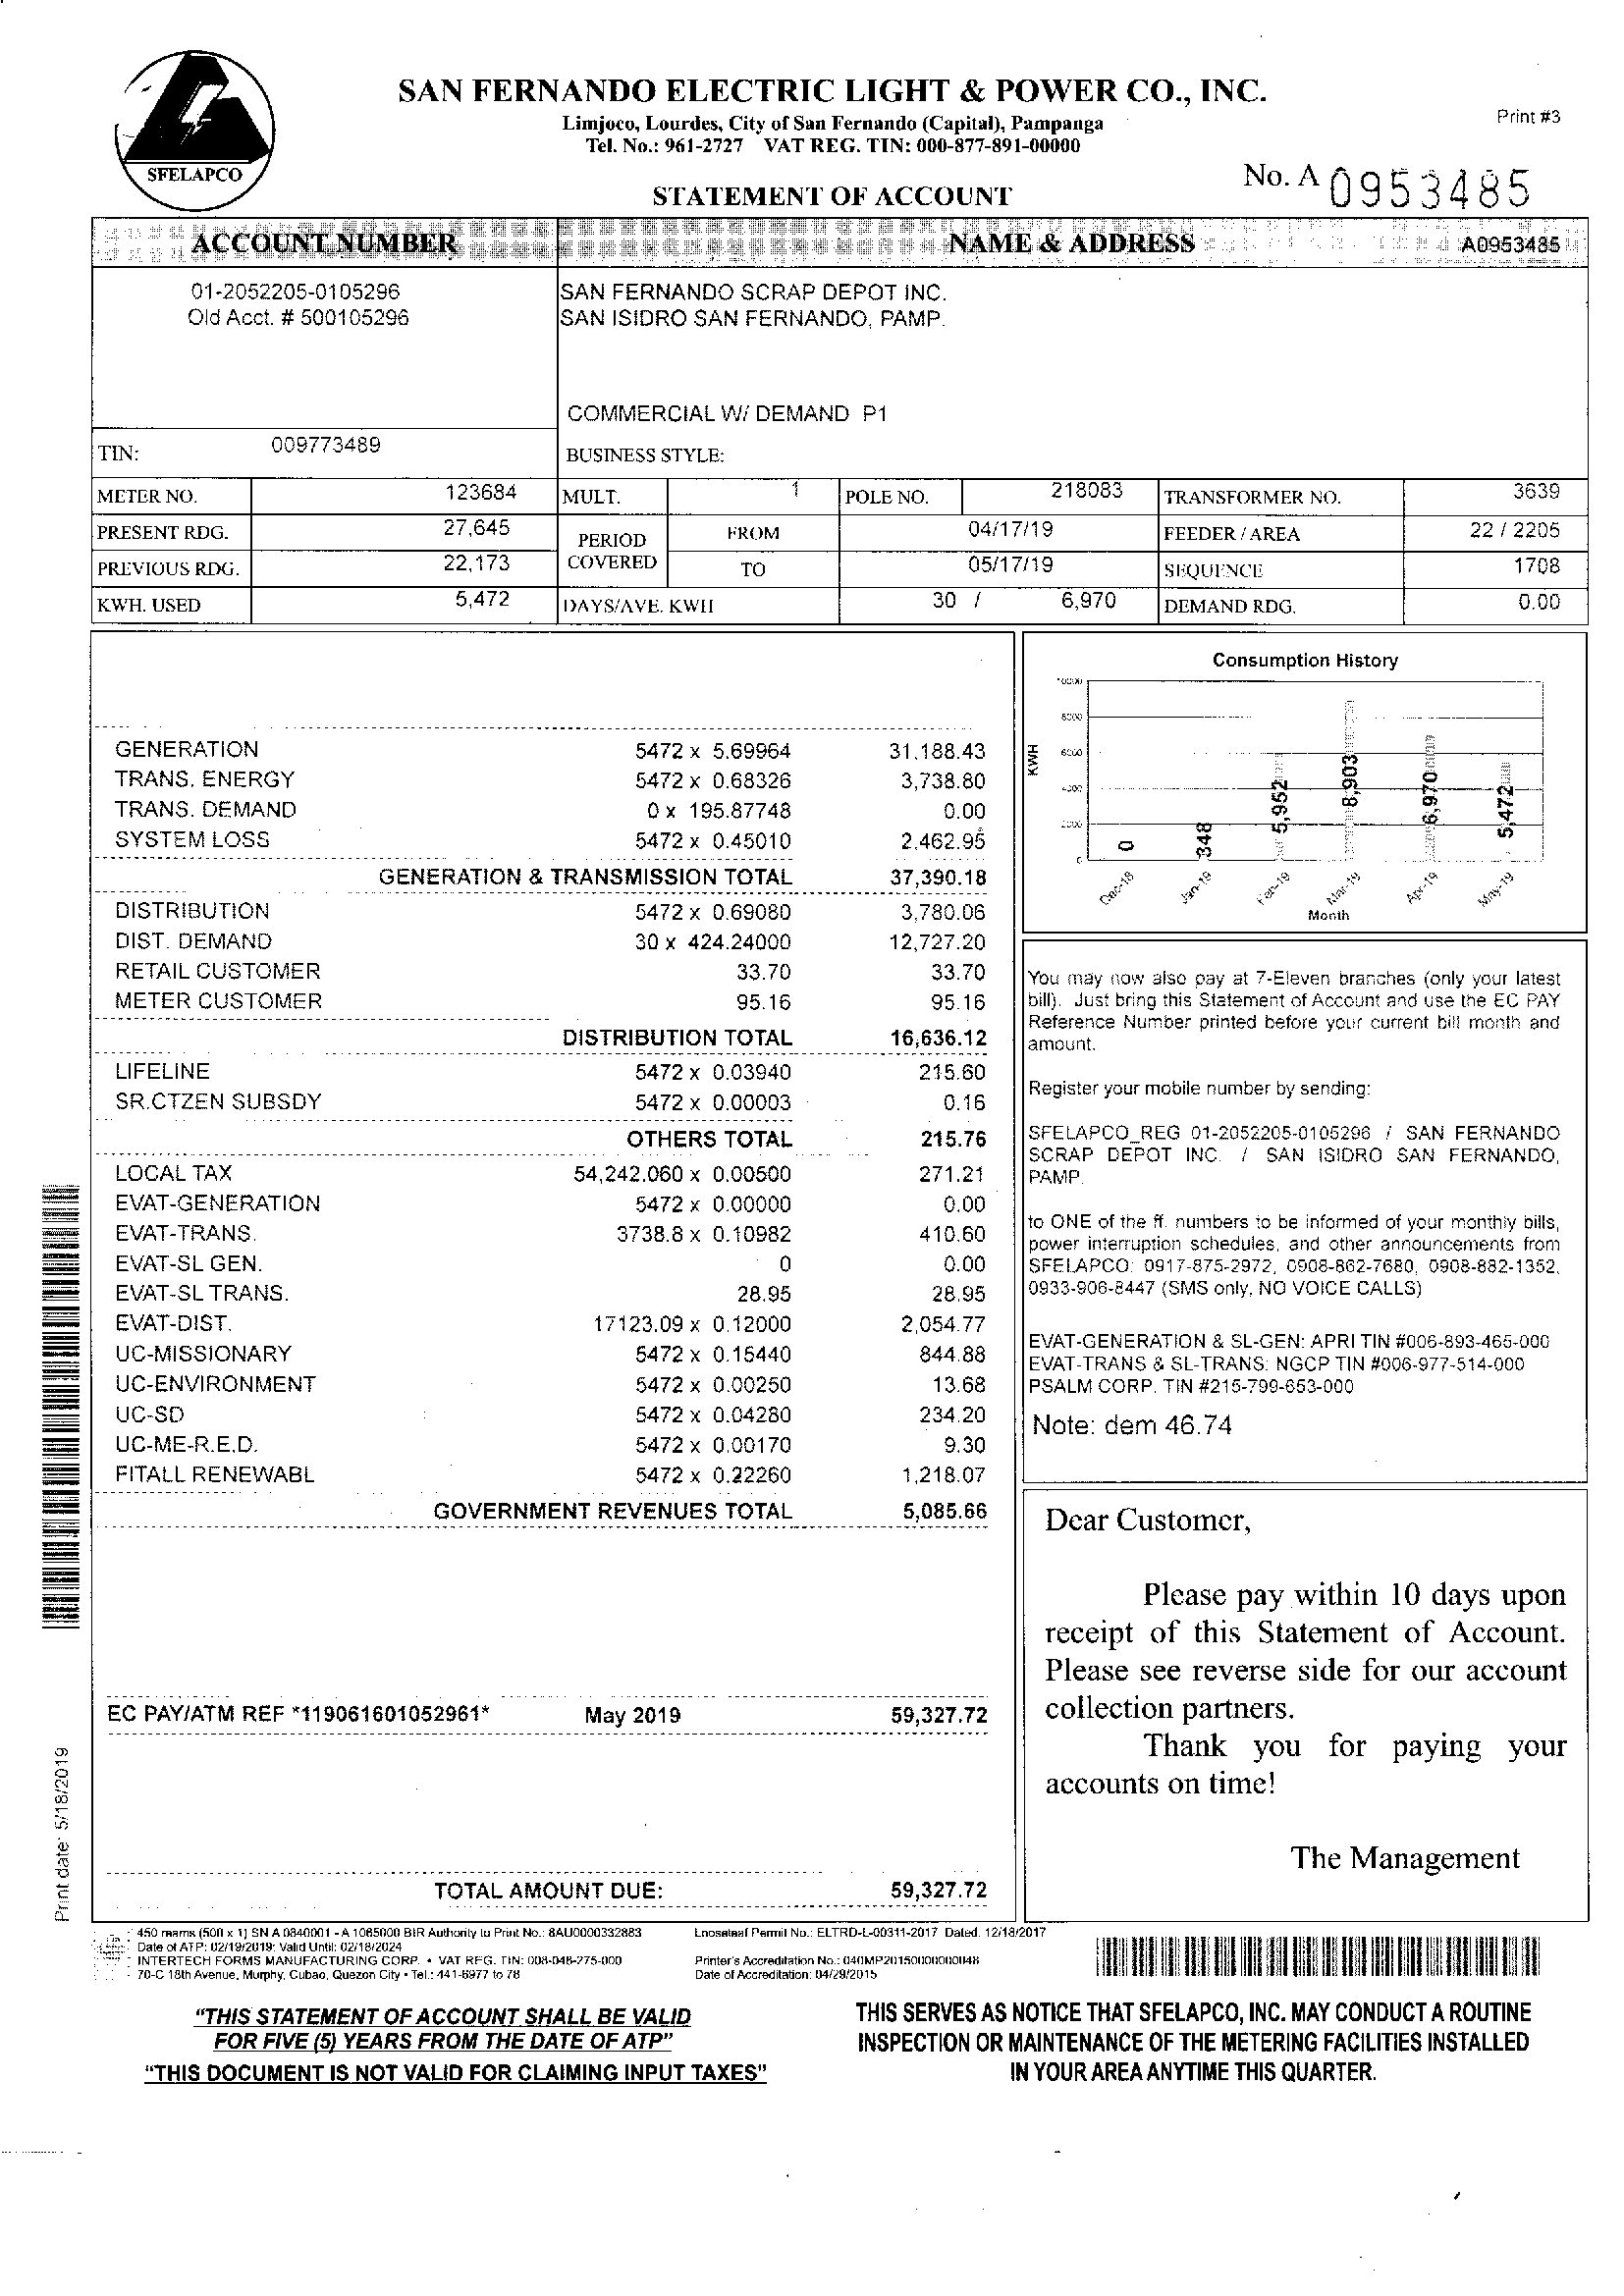 SAN FERNANDO ELECTRIC LIGHT & POWER CO., INC.
Limjoco, Lourdes, City of San Fernando (Capital), Pampanga
Tel. No.: 961-2727 VAT REG. TIN: 000-877-891-00000
Print #3
SFELAPCO
STATEMENT OF ACCOUNT
No. A 0953485
ACCOUNT NUMBER NAME & ADDRESS A0953485
01-2052205-0105296
Old Acct. # 500105296
SAN FERNANDO SCRAP DEPOT INC.
SAN ISIDRO SAN FERNANDO, PAMP.
COMMERCIAL W/ DEMAND P1
TIN: 009773489
BUSINESS STYLE:
METER NO. 123684 MULT. 1 POLE NO. 218083 TRANSFORMER NO. 3639
PRESENT RDG. 27,645 PERIOD COVERED FROM 04/17/19 FEEDER / AREA 22 / 2205
PREVIOUS RDG. 22,173 TO 05/17/19 SEQUENCE 1708
KWH. USED 5,472 DAYS/AVE. KWH 30 / 6,970 DEMAND RDG. 0.00
GENERATION 5472 x 5.69964 31,188.43
TRANS. ENERGY 5472 x 0.68326 3,738.80
TRANS. DEMAND 0 x 195.87748 0.00
SYSTEM LOSS 5472 x 0.45010 2,462.95
GENERATION & TRANSMISSION TOTAL 37,390.18
DISTRIBUTION 5472 x 0.69080 3,780.06
DIST. DEMAND 30 x 424.24000 12,727.20
RETAIL CUSTOMER 33.70 33.70
METER CUSTOMER 95.16 95.16
DISTRIBUTION TOTAL 16,636.12
LIFELINE 5472 x 0.03940 215.60
SR.CTZEN SUBSDY 5472 x 0.00003 0.16
OTHERS TOTAL 215.76
LOCAL TAX 54,242.060 x 0.00500 271.21
EVAT-GENERATION 5472 x 0.00000 0.00
EVAT-TRANS. 3738.8 x 0.10982 410.60
EVAT-SL GEN. 0 0.00
EVAT-SL TRANS. 28.95 28.95
EVAT-DIST. 17123.09 x 0.12000 2,054.77
UC-MISSIONARY 5472 x 0.15440 844.88
UC-ENVIRONMENT 5472 x 0.00250 13.68
UC-SD 5472 x 0.04280 234.20
UC-ME-R.E.D. 5472 x 0.00170 9.30
FITALL RENEWABL 5472 x 0.22260 1,218.07
GOVERNMENT REVENUES TOTAL 5,085.66
EC PAY/ATM REF *119061601052961* May 2019 59,327.72
TOTAL AMOUNT DUE: 59,327.72
Consumption History
KWH
10000
8000
6000
4000
2000
0
0 348 5,952 8,903 6,970 5,472
Dec-18 Jan-19 Feb-19 Mar-19 Apr-19 May-19
Month
You may now also pay at 7-Eleven branches (only your latest
bill). Just bring this Statement of Account and use the EC PAY
Reference Number printed before your current bill month and
amount.
Register your mobile number by sending:
SFELAPCO_REG 01-2052205-0105296 / SAN FERNANDO
SCRAP DEPOT INC. / SAN ISIDRO SAN FERNANDO,
PAMP.
to ONE of the ff. numbers to be informed of your monthly bills,
power interruption schedules, and other announcements from
SFELAPCO: 0917-875-2972, 0908-862-7680, 0908-882-1352,
0933-906-8447 (SMS only, NO VOICE CALLS)
EVAT-GENERATION & SL-GEN: APRI TIN #006-893-465-000
EVAT-TRANS & SL-TRANS: NGCP TIN #006-977-514-000
PSALM CORP. TIN #215-799-653-000
Note: dem 46.74
Dear Customer,
Please pay within 10 days upon
receipt of this Statement of Account.
Please see reverse side for our account
collection partners.
Thank you for paying your
accounts on time!
The Management
Print date: 5/18/2019
450 reams (500 x 1) SN A 0840001 - A 1065000 BIR Authority to Print No.: 8AU0000332883
Date of ATP: 02/19/2019: Valid Until: 02/18/2024
INTERTECH FORMS MANUFACTURING CORP. • VAT REG. TIN: 008-048-275-000
70-C 18th Avenue, Murphy, Cubao, Quezon City • Tel.: 441-6977 to 78
Looseleaf Permit No.: ELTRD-L-00311-2017 Dated. 12/18/2017
Printer's Accreditation No.: 040MP20150000000048
Date of Accreditation: 04/29/2015
"THIS STATEMENT OF ACCOUNT SHALL BE VALID
FOR FIVE (5) YEARS FROM THE DATE OF ATP"
"THIS DOCUMENT IS NOT VALID FOR CLAIMING INPUT TAXES"
THIS SERVES AS NOTICE THAT SFELAPCO, INC. MAY CONDUCT A ROUTINE
INSPECTION OR MAINTENANCE OF THE METERING FACILITIES INSTALLED
IN YOUR AREA ANYTIME THIS QUARTER.